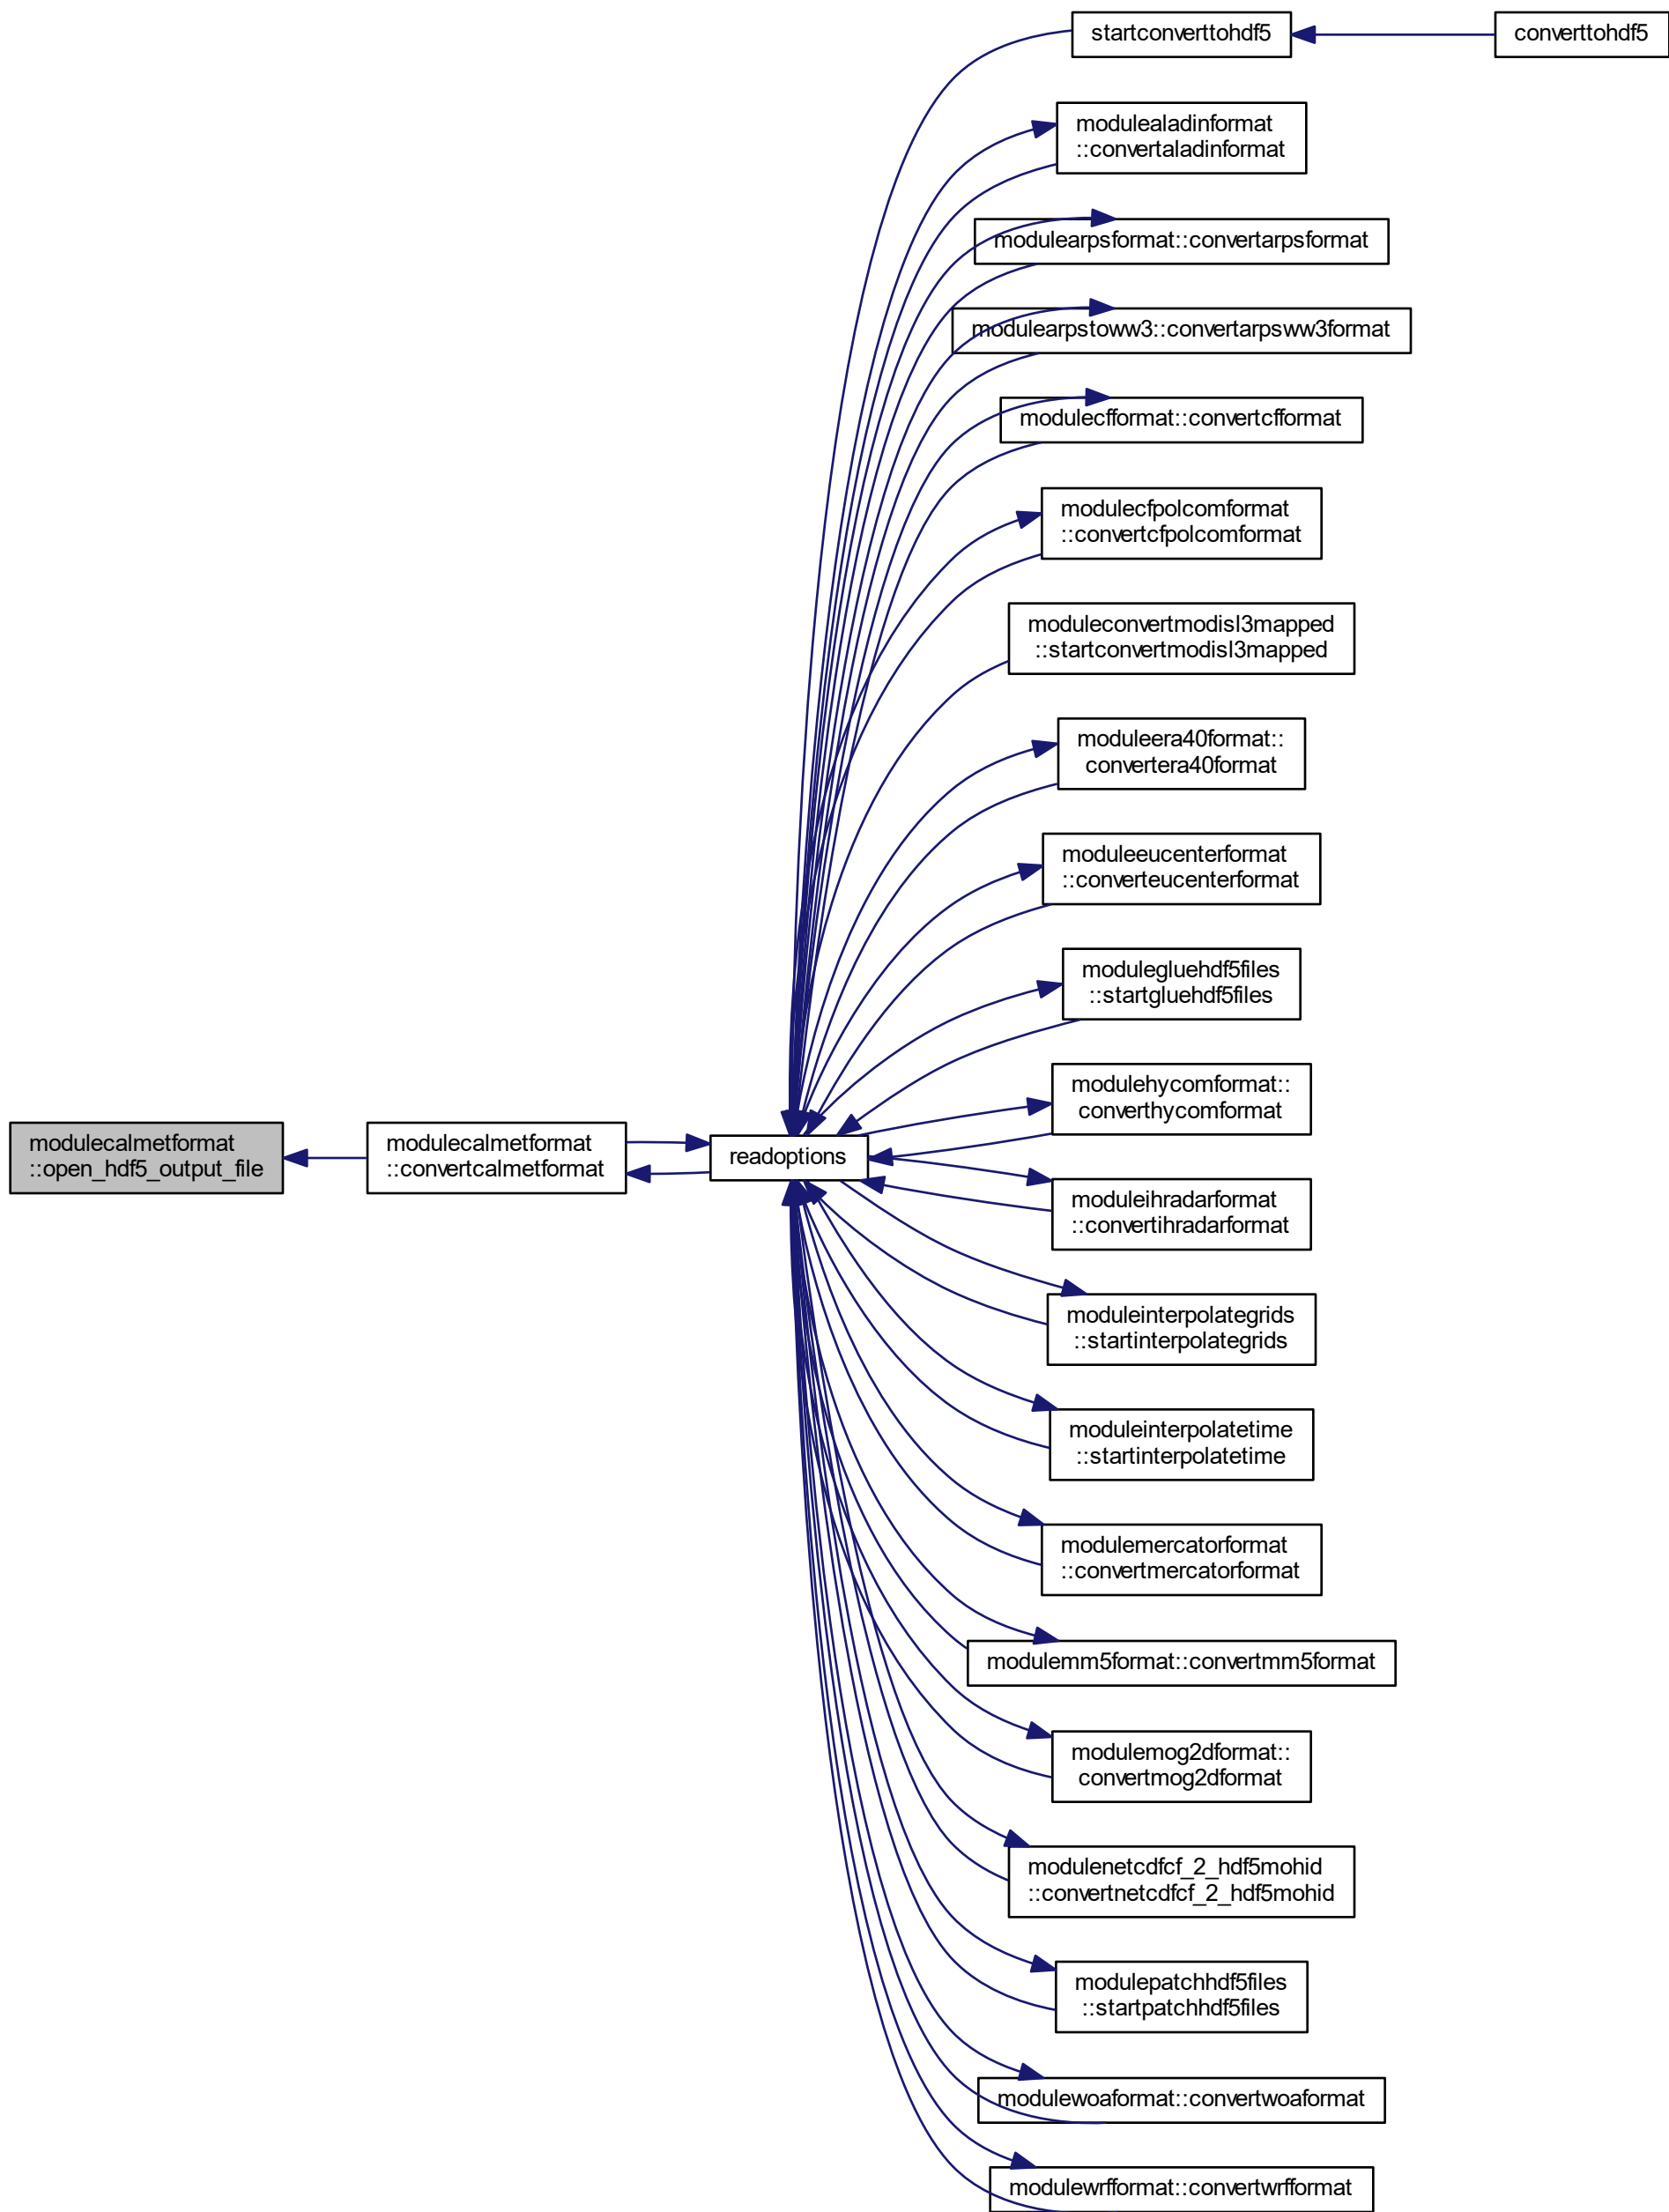 startconverttohdf5
converttohdf5
modulealadinformat
::convertaladinformat
modulearpsformat::convertarpsformat
modulearpstoww3::convertarpsww3format
modulecfformat::convertcfformat
modulecfpolcomformat
::convertcfpolcomformat
moduleconvertmodisl3mapped
::startconvertmodisl3mapped
moduleera40format::
convertera40format
moduleeucenterformat
::converteucenterformat
modulegluehdf5files
::startgluehdf5files
modulehycomformat::
converthycomformat
modulecalmetformat
::open_hdf5_output_file
modulecalmetformat
::convertcalmetformat
readoptions
moduleihradarformat
::convertihradarformat
moduleinterpolategrids
::startinterpolategrids
moduleinterpolatetime
::startinterpolatetime
modulemercatorformat
::convertmercatorformat
modulemm5format::convertmm5format
modulemog2dformat::
convertmog2dformat
modulenetcdfcf_2_hdf5mohid
::convertnetcdfcf_2_hdf5mohid
modulepatchhdf5files
::startpatchhdf5files
modulewoaformat::convertwoaformat
modulewrfformat::convertwrfformat